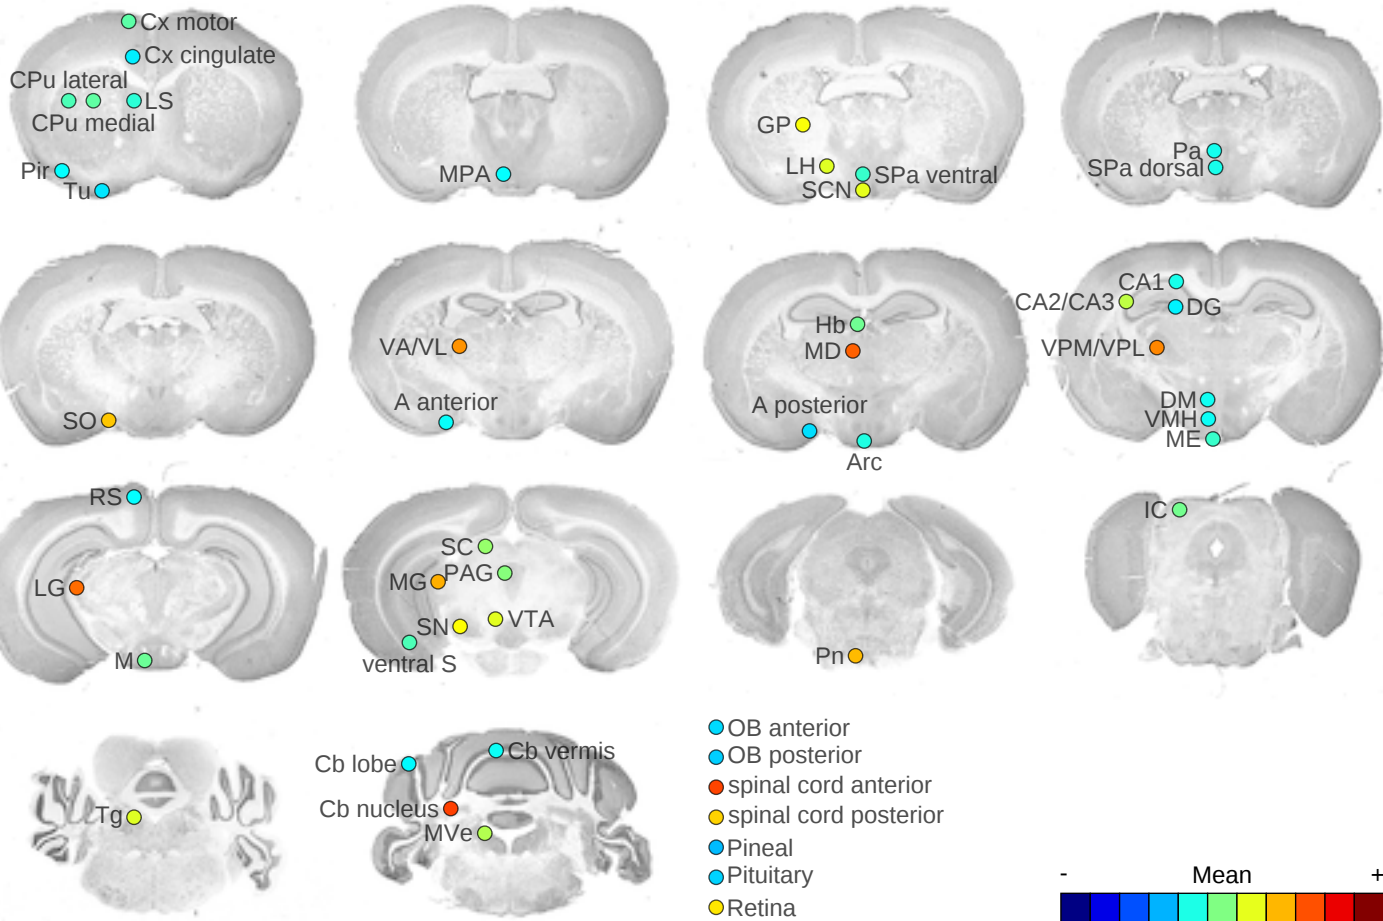 Cx motor
Cx cingulate
CPu lateral
LS
CPu medial
Pir
Tu
MPA
GP
LH
SPa ventral
SCN
Pa
SPa dorsal
SO
VA/VL
A anterior
Hb
MD
A posterior
Arc
CA1
CA2/CA3
DG
VPM/VPL
DM
VMH
ME
RS
LG
M
SC
MG
PAG
SN
VTA
ventral S
Pn
IC
Tg
Cb lobe
Cb vermis
Cb nucleus
MVe
OB anterior
OB posterior
spinal cord anterior
spinal cord posterior
Pineal
Pituitary
Retina
- Mean +